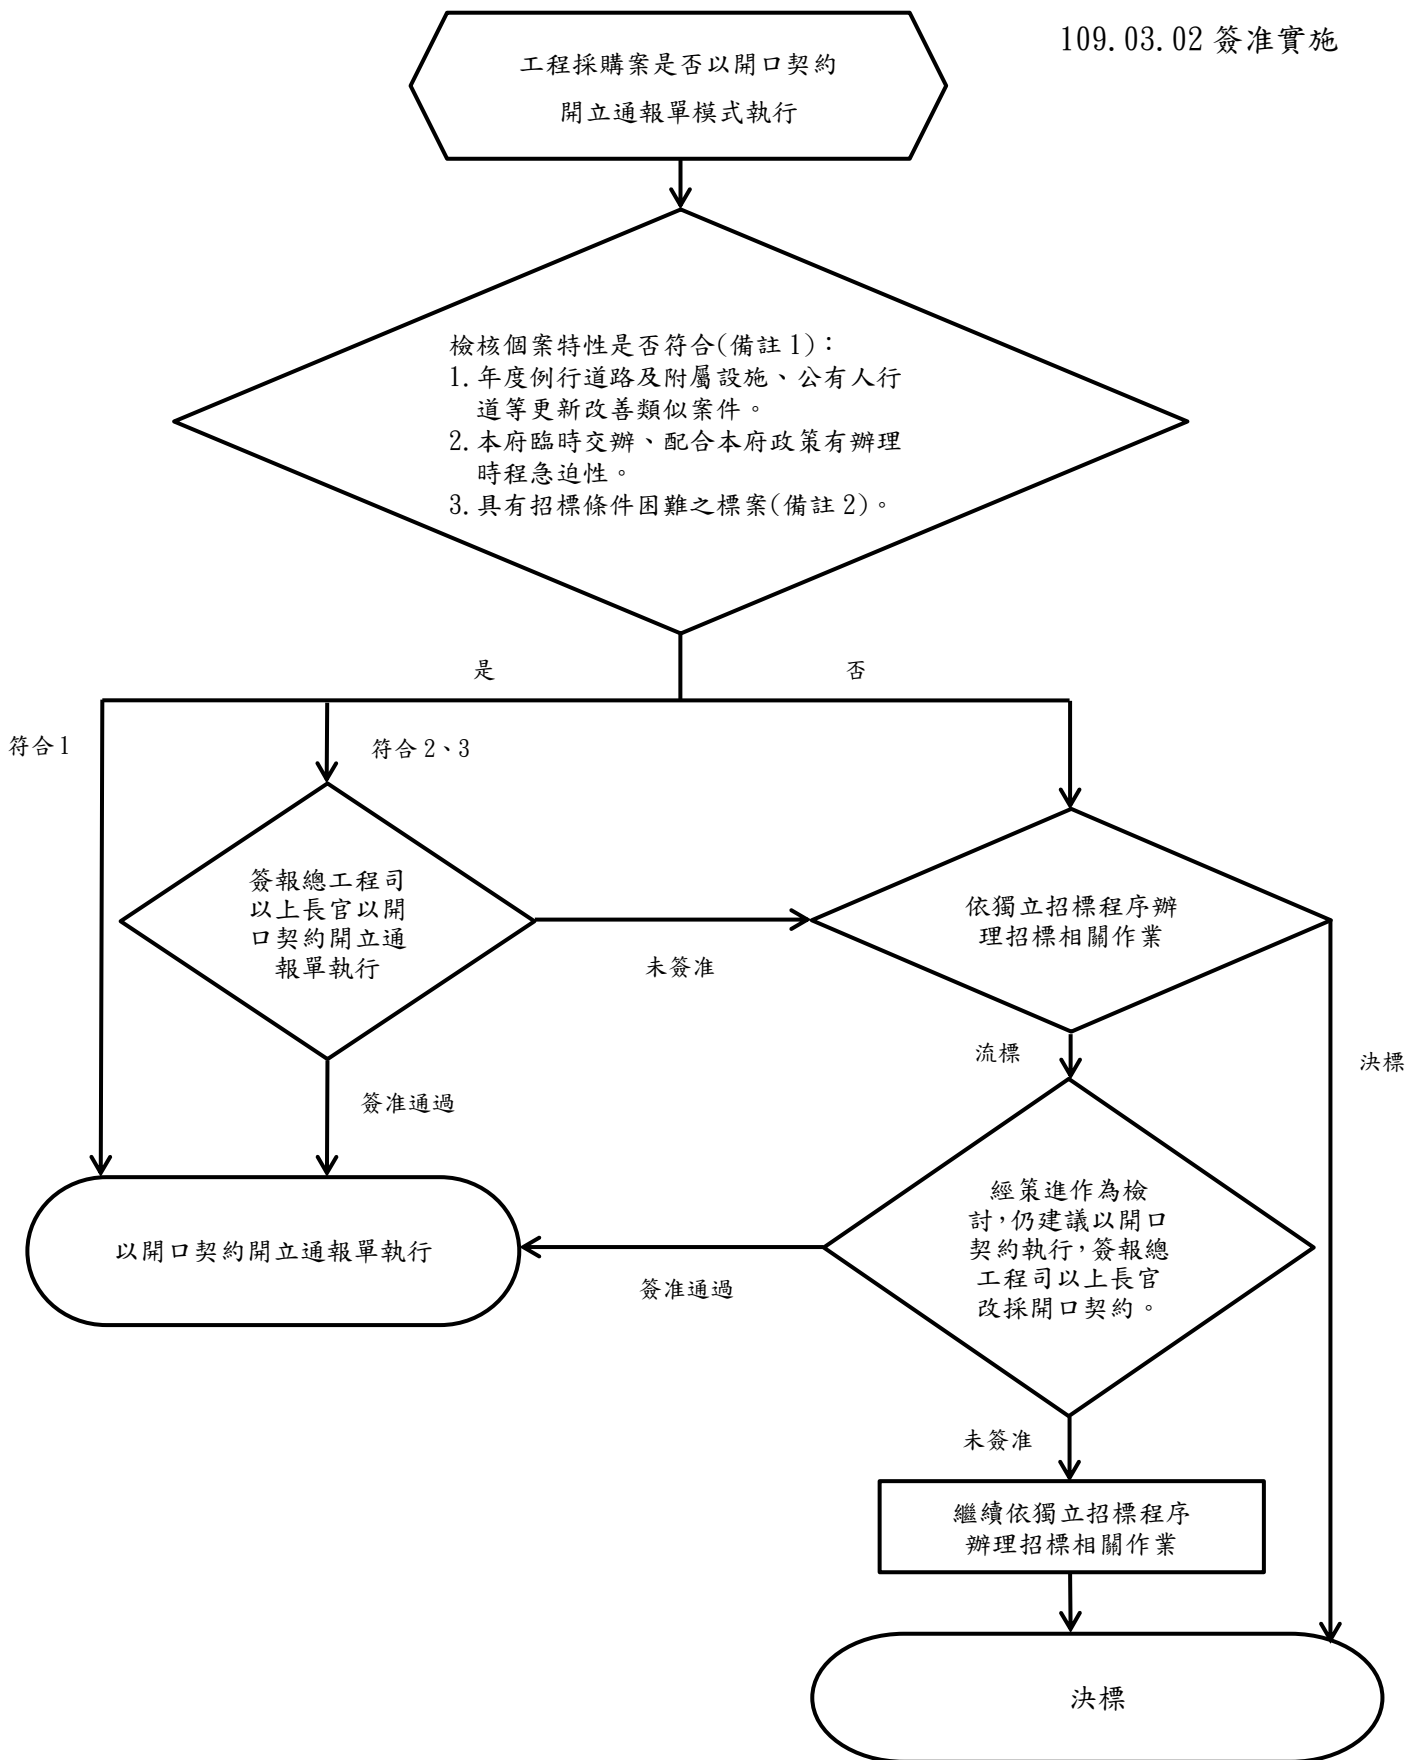 109.03.02 簽准實施
工程採購案是否以開口契約
開立通報單模式執行
檢核個案特性是否符合(備註 1)：
1. 年度例行道路及附屬設施、公有人行
道等更新改善類似案件。
2. 本府臨時交辦、配合本府政策有辦理
時程急迫性。
3. 具有招標條件困難之標案(備註 2)。
是
否
符合 1
符合 2、3
簽報總工程司
以上長官以開
口契約開立通
報單執行
未簽准
依獨立招標程序辦
理招標相關作業
流標
決標
簽准通過
經策進作為檢
討，仍建議以開口
契約執行，簽報總
工程司以上長官
改採開口契約。
以開口契約開立通報單執行
簽准通過
未簽准
繼續依獨立招標程序
辦理招標相關作業
決標